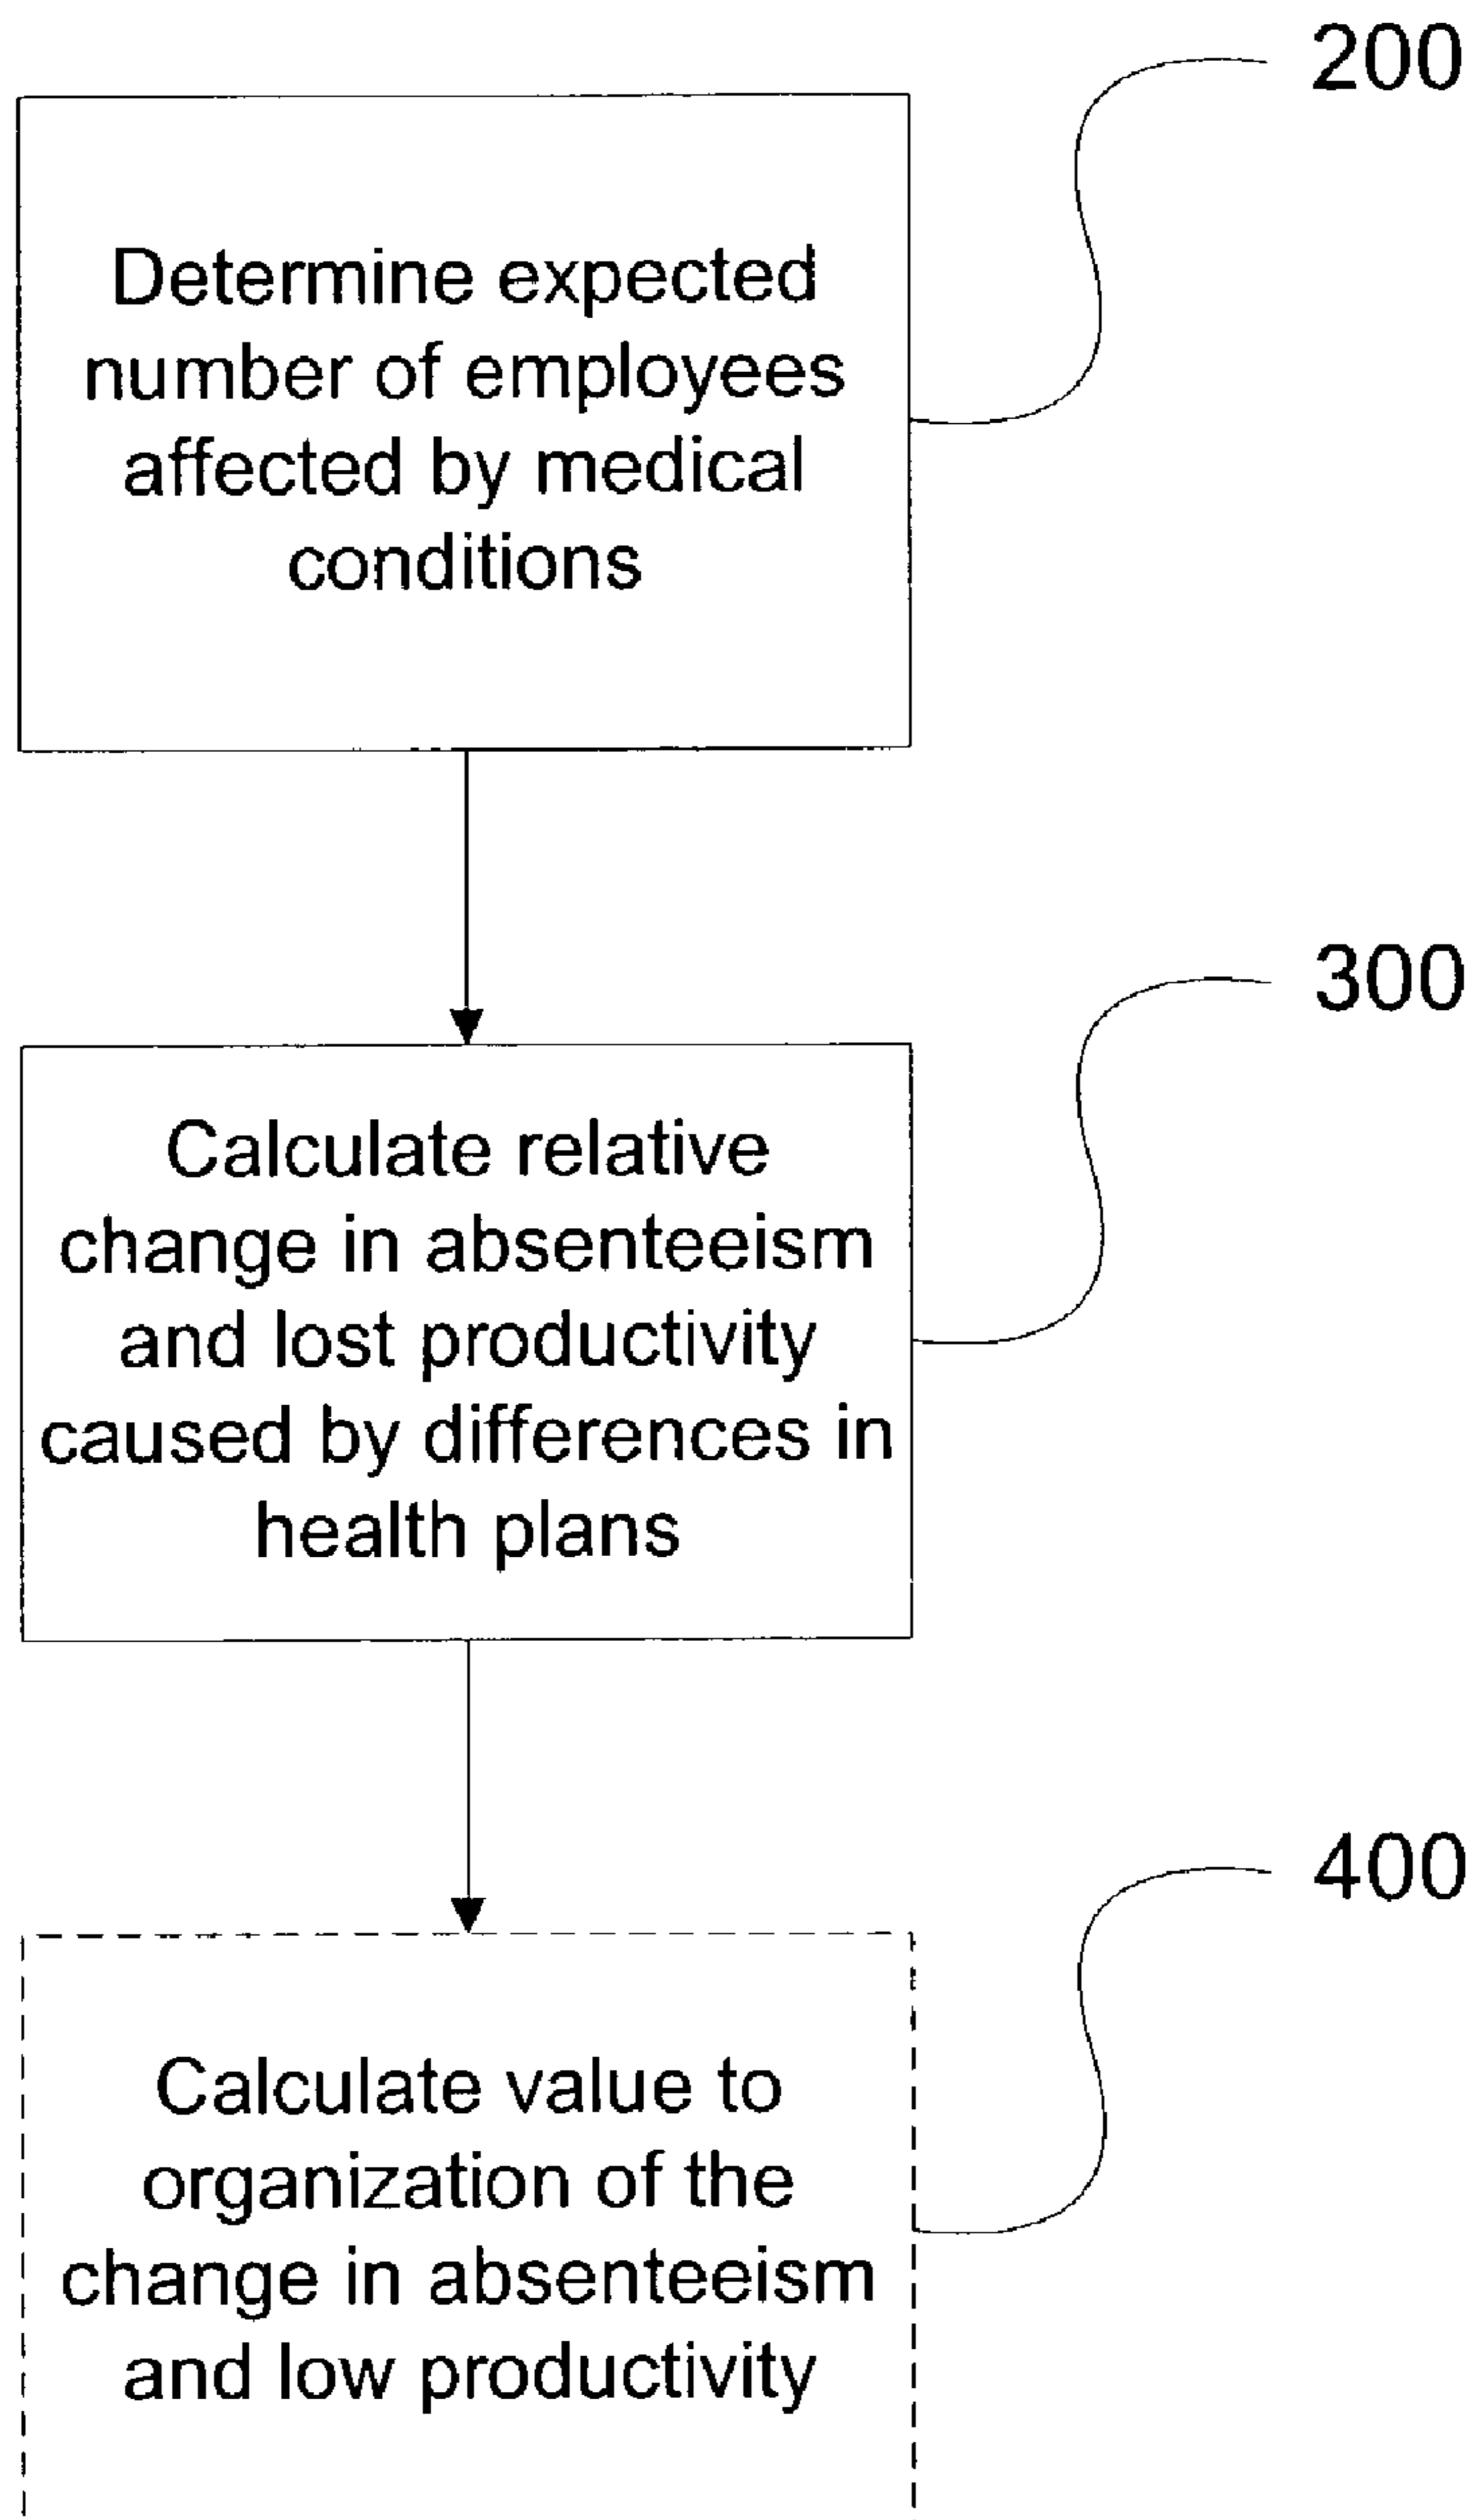 200
Determine expected
number of employees
affected by medical
conditions
300
Calculate relative
change in absenteeism
and lost productivity
caused by differences in
health plans
400
Calculate value to
organization of the
change in absenteeism
and low productivity